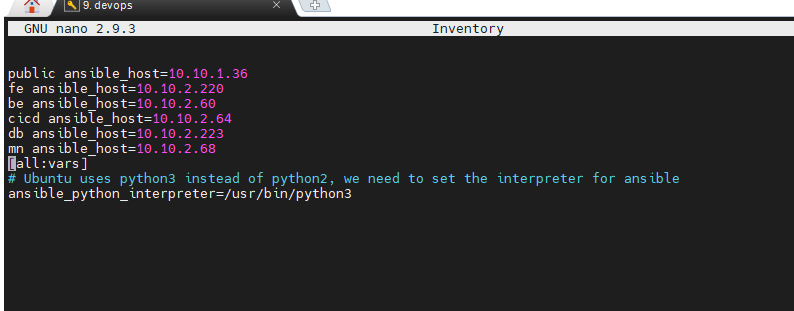 9. devops
GNU nano 2.9.3 Inventory
public ansible_host=10.10.1.36
fe ansible_host=10.10.2.220
be ansible_host=10.10.2.60
cicd ansible_host=10.10.2.64
db ansible_host=10.10.2.223
mn ansible_host=10.10.2.68
[all:vars]
# Ubuntu uses python3 instead of python2, we need to set the interpreter for ansible
ansible_python_interpreter=/usr/bin/python3